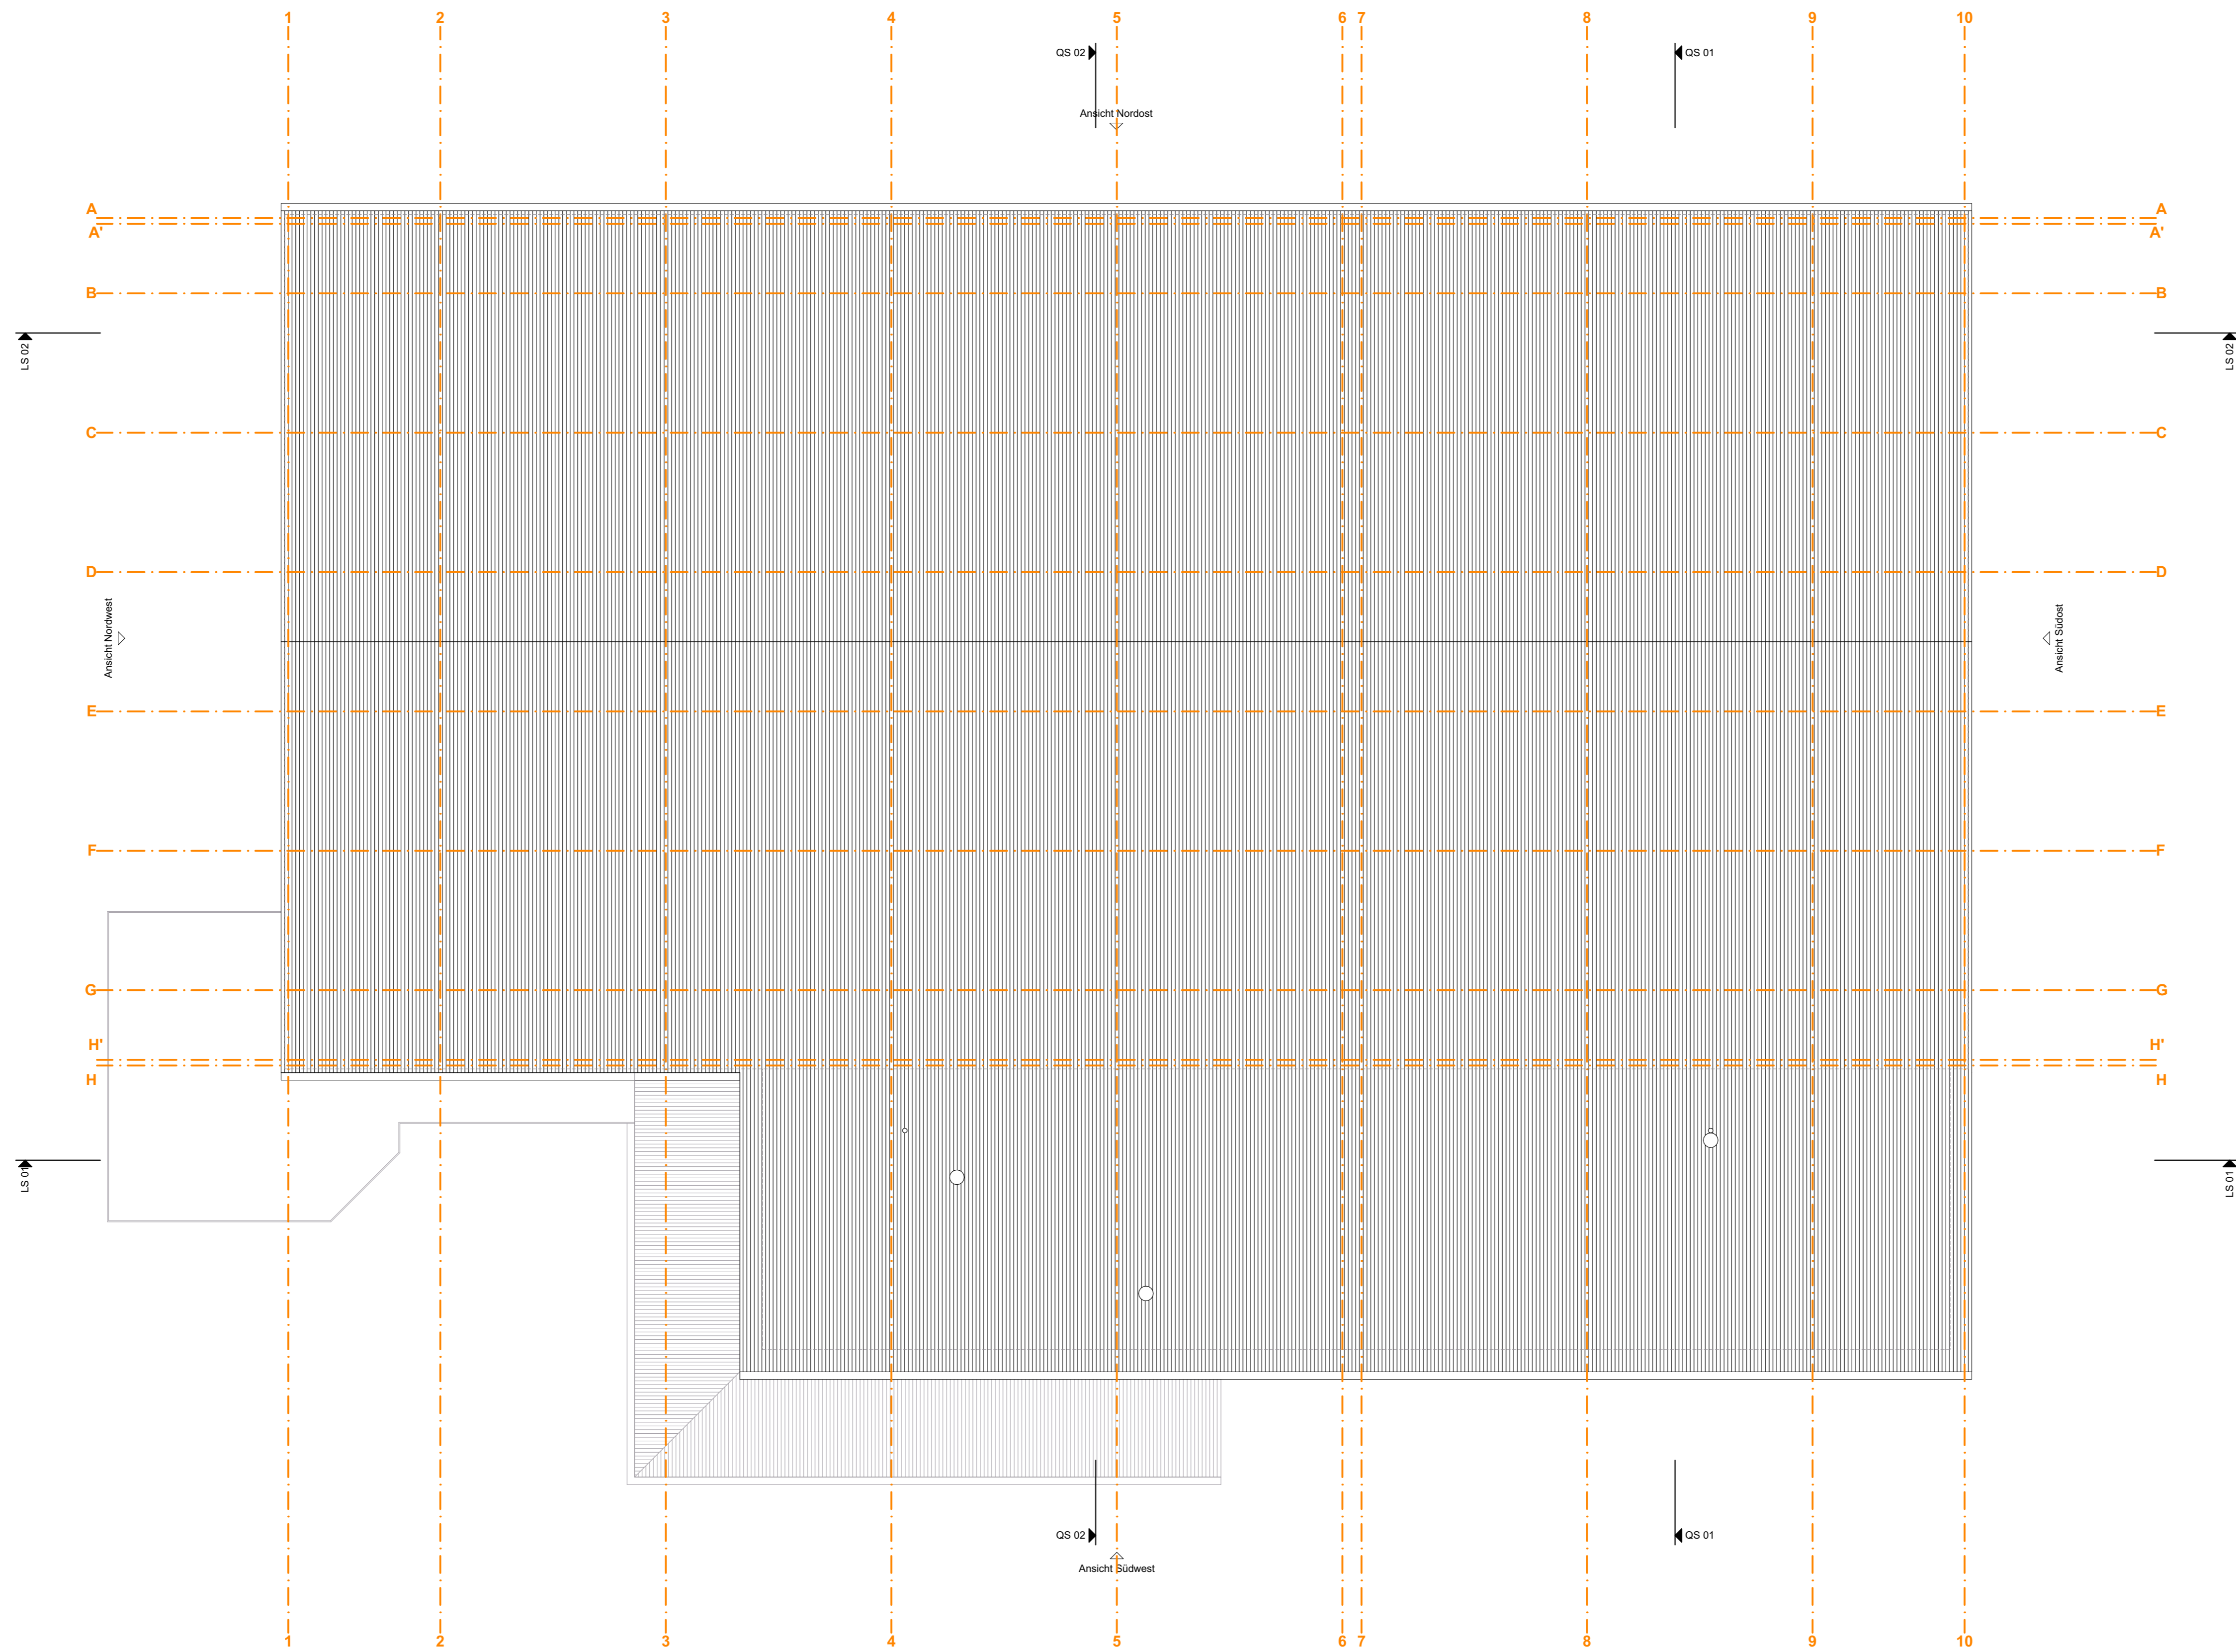 1 2 3 4 5 6 7 8 9 10
QS 02 QS 01
Ansicht Nordost
A A
A' A'
B B
LS 02 LS 02
C C
D D
Ansicht Nordwest Ansicht Südost
E E
F F
G G
H' H'
H H
LS 01 LS 01
QS 02 QS 01
Ansicht Südwest
1 2 3 4 5 6 7 8 9 10